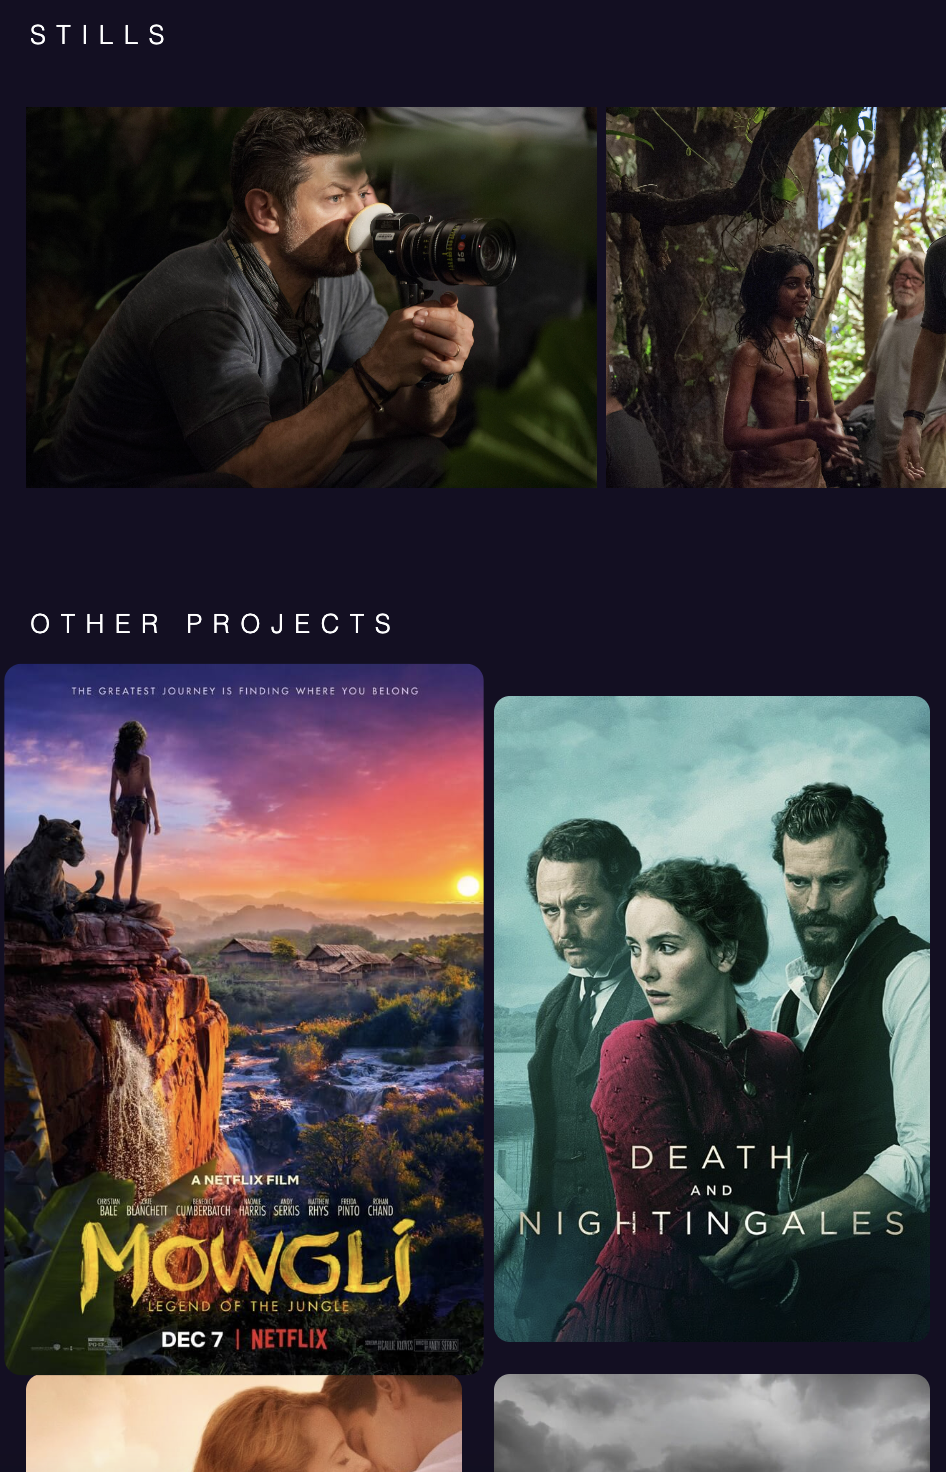 STILLS
OTHER PROJECTS
THE GREATEST JOURNEY IS FINDING WHERE YOU BELONG
A NETFLIX FILM
CHRISTIAN BALE CATE BLANCHETT BENEDICT CUMBERBATCH NAOMIE HARRIS ANDY SERKIS MATTHEW RHYS FREIDA PINTO ROHAN CHAND
MOWGLI
LEGEND OF THE JUNGLE
DEC 7 | NETFLIX
DEATH
AND
NIGHTINGALES